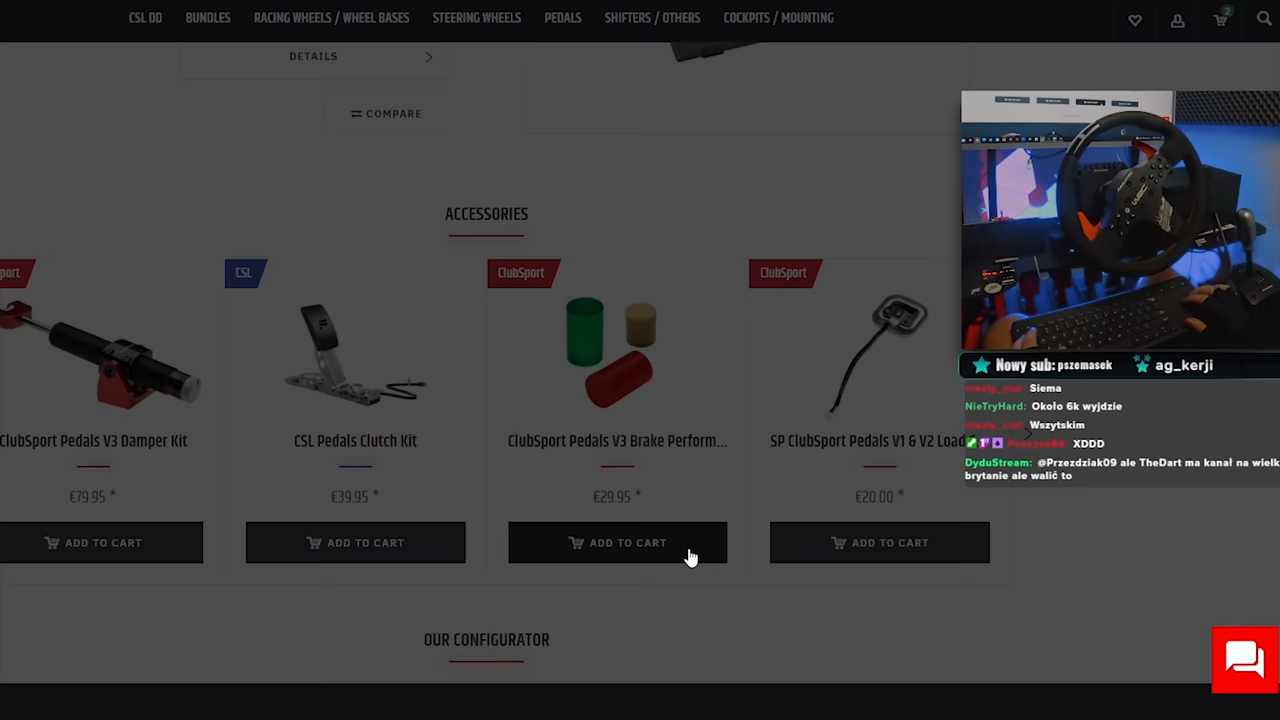 CSL DD BUNDLES RACING WHEELS / WHEEL BASES STEERING WHEELS PEDALS SHIFTERS / OTHERS COCKPITS / MOUNTING
2
DETAILS
COMPARE
ACCESSORIES
port CSL ClubSport ClubSport
ClubSport Pedals V3 Damper Kit CSL Pedals Clutch Kit ClubSport Pedals V3 Brake Perform... SP ClubSport Pedals V1 & V2 Load
€79.95 * €39.95 * €29.95 * €20.00 *
ADD TO CART ADD TO CART ADD TO CART ADD TO CART
OUR CONFIGURATOR
Nowy sub: pszemasek ag_kerji
Siema
NieTryHard: Około 6k wyjdzie
Wszytskim
XDDD
DyduStream: @Przezdziak09 ale TheDart ma kanał na wielk
brytanie ale walić to